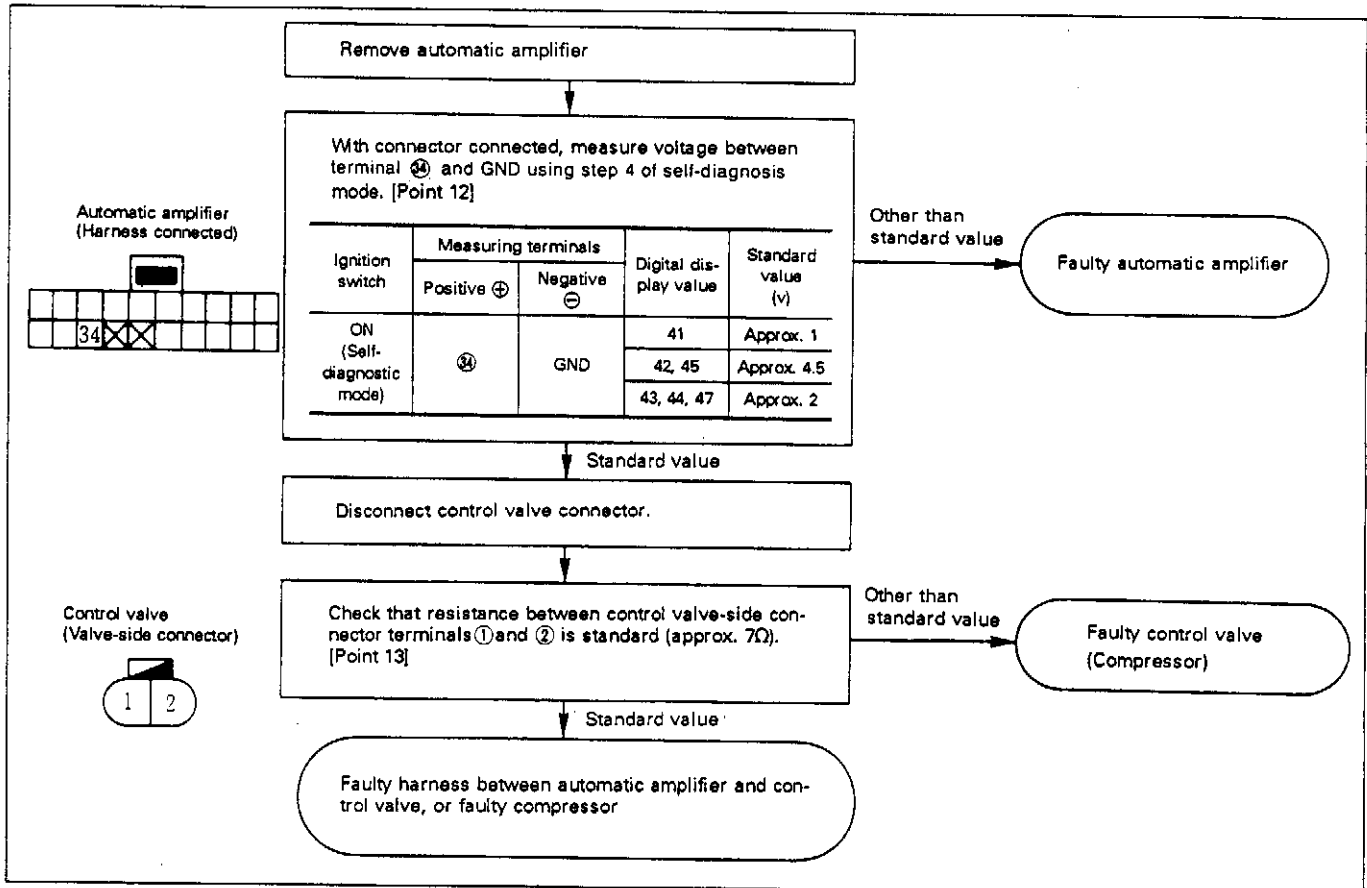 Remove automatic amplifier
With connector connected, measure voltage between
terminal ㉞ and GND using step 4 of self-diagnosis
mode. [Point 12]
Automatic amplifier
(Harness connected)
34
Ignition
switch
Measuring terminals
Positive ⊕
Negative
⊖
Digital dis-
play value
Standard
value
(v)
ON
(Self-
diagnostic
mode)
㉞
GND
41
Approx. 1
42, 45
Approx. 4.5
43, 44, 47
Approx. 2
Other than
standard value
Faulty automatic amplifier
Standard value
Disconnect control valve connector.
Control valve
(Valve-side connector)
1 2
Check that resistance between control valve-side con-
nector terminals ① and ② is standard (approx. 7Ω).
[Point 13]
Other than
standard value
Faulty control valve
(Compressor)
Standard value
Faulty harness between automatic amplifier and con-
trol valve, or faulty compressor